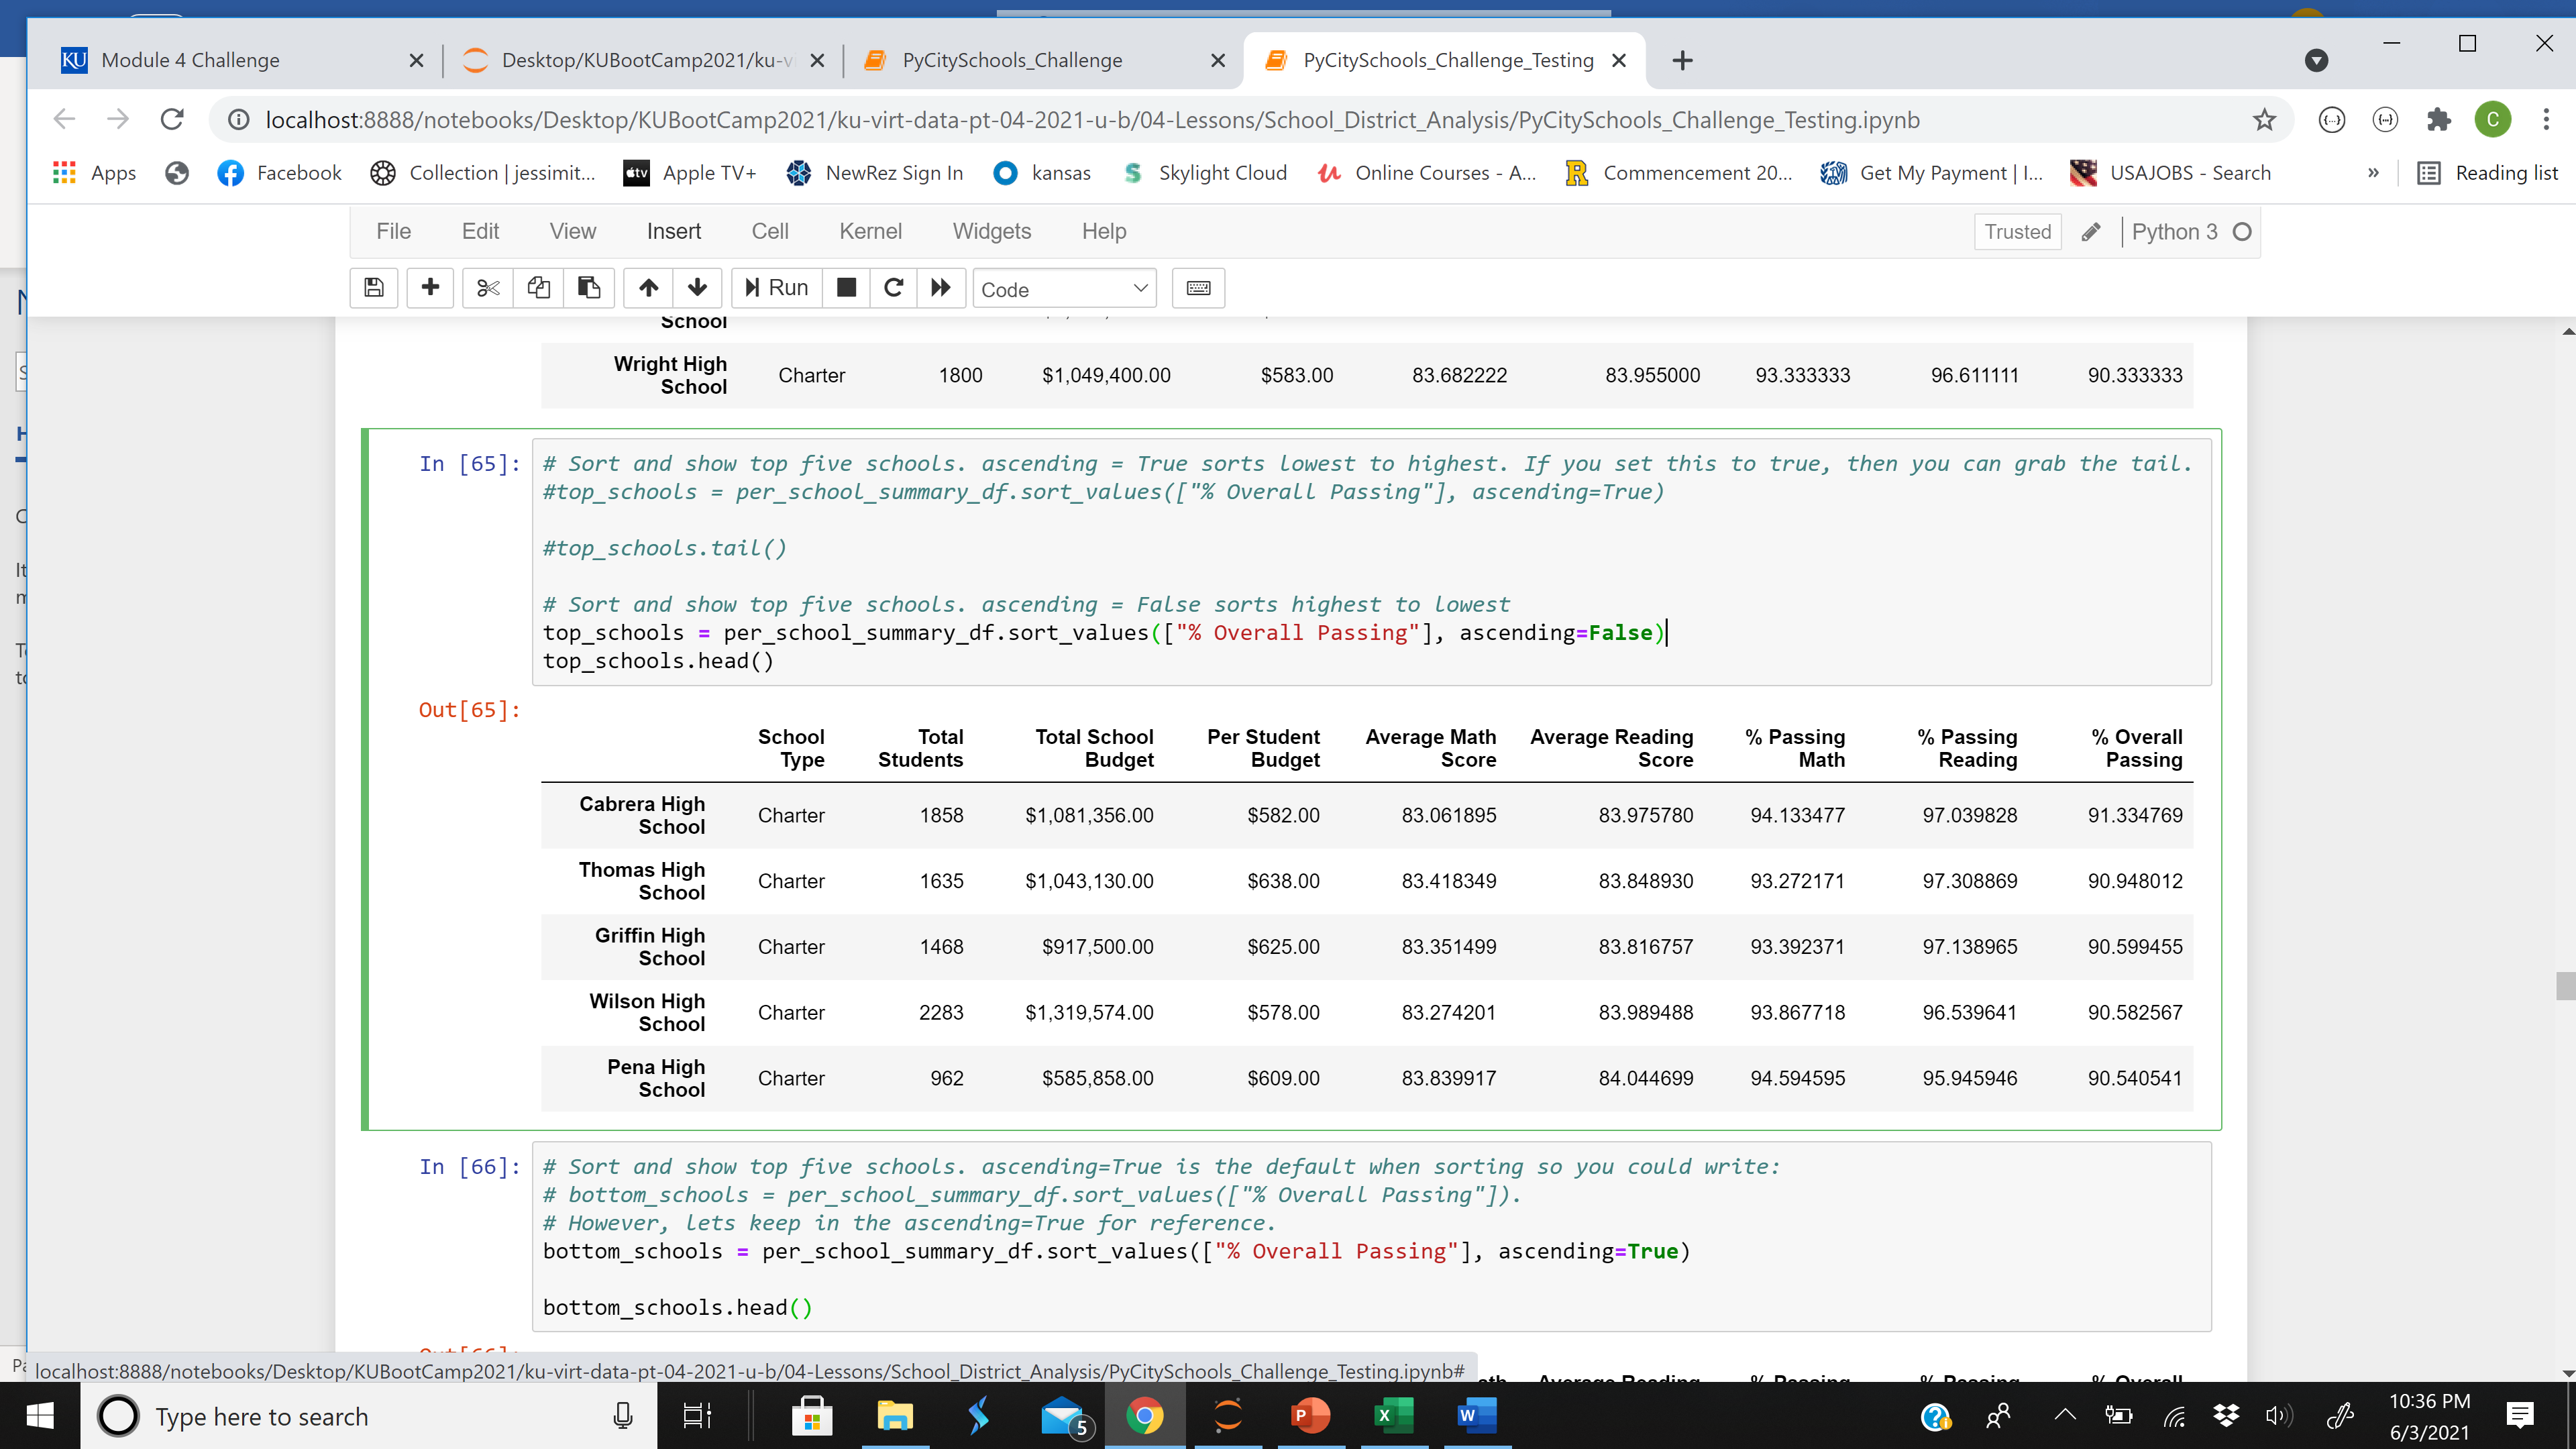 Module 4 Challenge
Desktop/KUBootCamp2021/ku-v
PyCitySchools_Challenge
PyCitySchools_Challenge_Testing
localhost:8888/notebooks/Desktop/KUBootCamp2021/ku-virt-data-pt-04-2021-u-b/04-Lessons/School_District_Analysis/PyCitySchools_Challenge_Testing.ipynb
C
Apps Facebook Collection | jessimit... Apple TV+ NewRez Sign In kansas Skylight Cloud Online Courses - A... Commencement 20... Get My Payment | I... USAJOBS - Search » Reading list
File Edit View Insert Cell Kernel Widgets Help Trusted Python 3
Run Code
School
Wright High School Charter 1800 $1,049,400.00 $583.00 83.682222 83.955000 93.333333 96.611111 90.333333
In [65]:
# Sort and show top five schools. ascending = True sorts lowest to highest. If you set this to true, then you can grab the tail.
#top_schools = per_school_summary_df.sort_values(["% Overall Passing"], ascending=True)
#top_schools.tail()
# Sort and show top five schools. ascending = False sorts highest to lowest
top_schools = per_school_summary_df.sort_values(["% Overall Passing"], ascending=False)
top_schools.head()
Out[65]:
School Type Total Students Total School Budget Per Student Budget Average Math Score Average Reading Score % Passing Math % Passing Reading % Overall Passing
Cabrera High School Charter 1858 $1,081,356.00 $582.00 83.061895 83.975780 94.133477 97.039828 91.334769
Thomas High School Charter 1635 $1,043,130.00 $638.00 83.418349 83.848930 93.272171 97.308869 90.948012
Griffin High School Charter 1468 $917,500.00 $625.00 83.351499 83.816757 93.392371 97.138965 90.599455
Wilson High School Charter 2283 $1,319,574.00 $578.00 83.274201 83.989488 93.867718 96.539641 90.582567
Pena High School Charter 962 $585,858.00 $609.00 83.839917 84.044699 94.594595 95.945946 90.540541
In [66]:
# Sort and show top five schools. ascending=True is the default when sorting so you could write:
# bottom_schools = per_school_summary_df.sort_values(["% Overall Passing"]).
# However, lets keep in the ascending=True for reference.
bottom_schools = per_school_summary_df.sort_values(["% Overall Passing"], ascending=True)
bottom_schools.head()
localhost:8888/notebooks/Desktop/KUBootCamp2021/ku-virt-data-pt-04-2021-u-b/04-Lessons/School_District_Analysis/PyCitySchools_Challenge_Testing.ipynb#
Average Reading % Passing % Passing % Overall
Type here to search
5
10:36 PM
6/3/2021